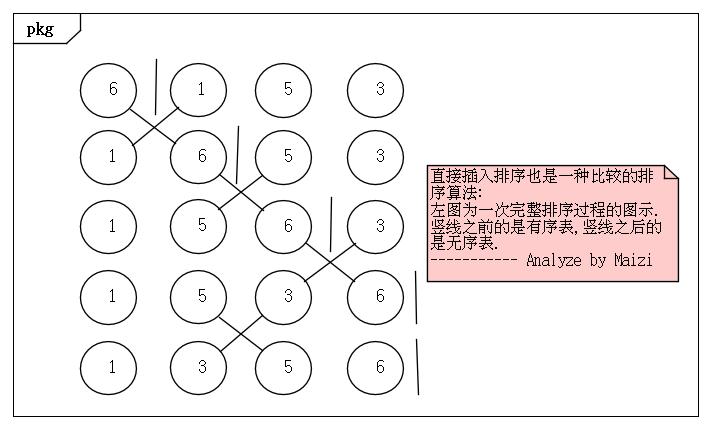 pkg
6 1 5 3
1 6 5 3
1 5 6 3
1 5 3 6
1 3 5 6
直接插入排序也是一种比较的排
序算法:
左图为一次完整排序过程的图示.
竖线之前的是有序表,竖线之后的
是无序表.
----------- Analyze by Maizi